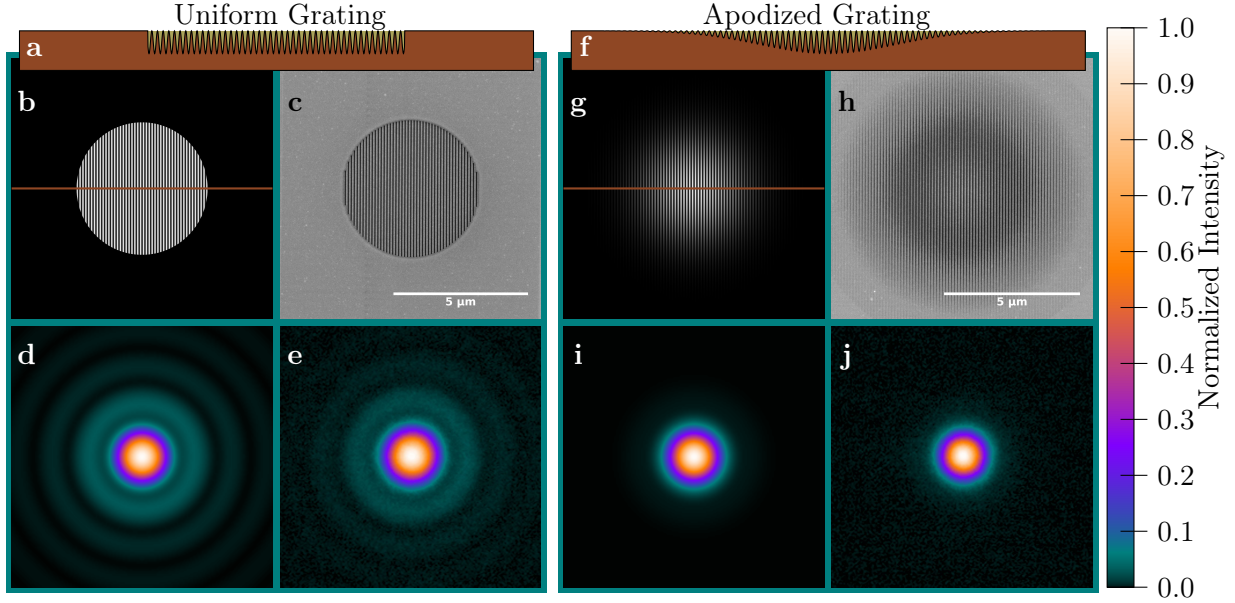 Uniform Grating
Apodized Grating
a
f
b
c
g
h
5 µm
5 µm
d
e
i
j
1.0
0.9
0.8
0.7
0.6
0.5
0.4
0.3
0.2
0.1
0.0
Normalized Intensity